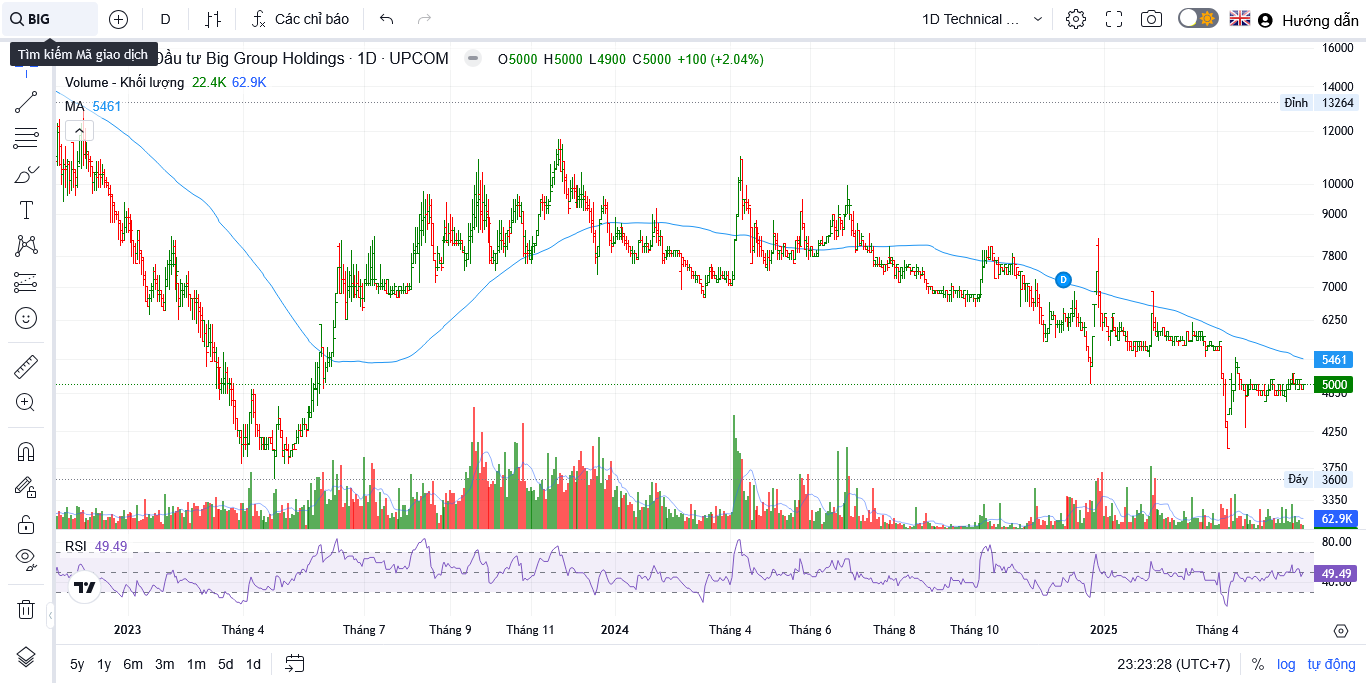 BIG
D
Các chỉ báo
1D Technical ...
Hướng dẫn
Tìm kiếm Mã giao dịch
Đầu tư Big Group Holdings · 1D · UPCOM
O5000 H5000 L4900 C5000 +100 (+2.04%)
Volume - Khối lượng 22.4K 62.9K
MA 5461
16000
14000
Đỉnh 13264
12000
10000
9000
7800
7000
D
6250
5461
5000
4250
3750
Đáy 3600
3350
62.9K
RSI 49.49
80.00
49.49
40.00
2023
Tháng 4
Tháng 7
Tháng 9
Tháng 11
2024
Tháng 4
Tháng 6
Tháng 8
Tháng 10
2025
Tháng 4
5y 1y 6m 3m 1m 5d 1d
23:23:28 (UTC+7)
% log tự động